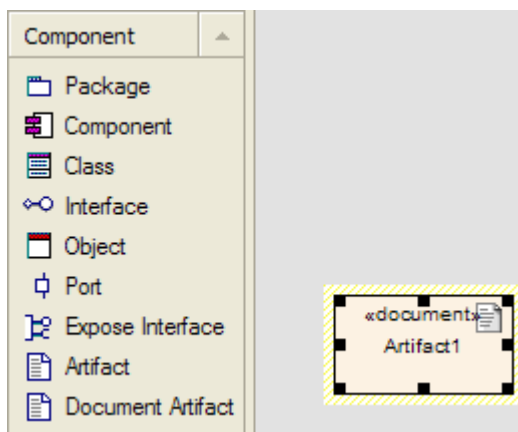 Component
Package
Component
Class
Interface
Object
Port
Expose Interface
Artifact
Document Artifact
«document»
Artifact1